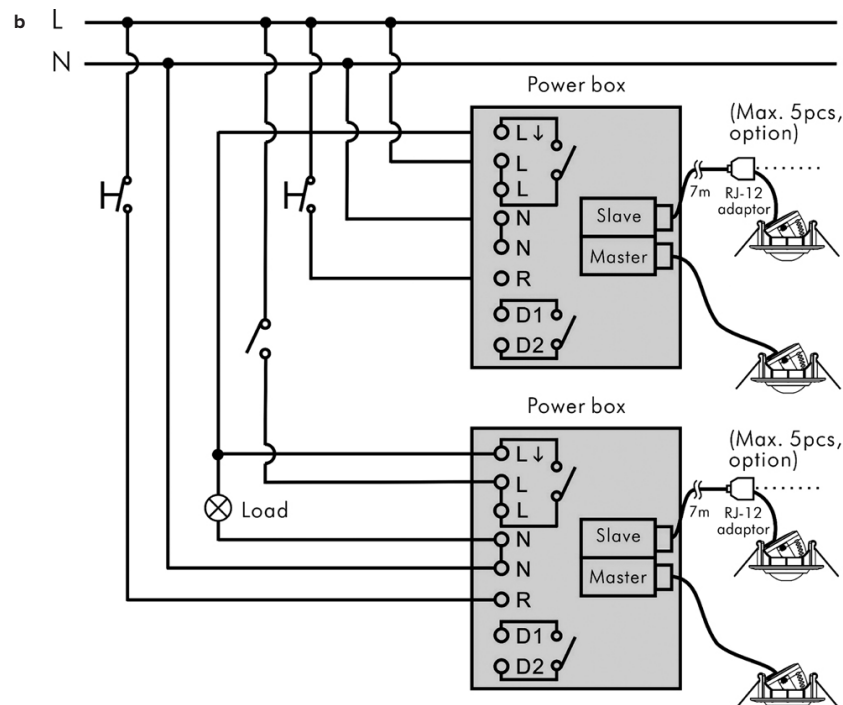 b
L
N
Power box
(Max. 5pcs,
option)
L ↓
L
L
N
N
R
D1
D2
Slave
Master
7m
RJ-12
adaptor
Power box
(Max. 5pcs,
option)
L ↓
L
L
N
N
R
D1
D2
Slave
Master
7m
RJ-12
adaptor
Load